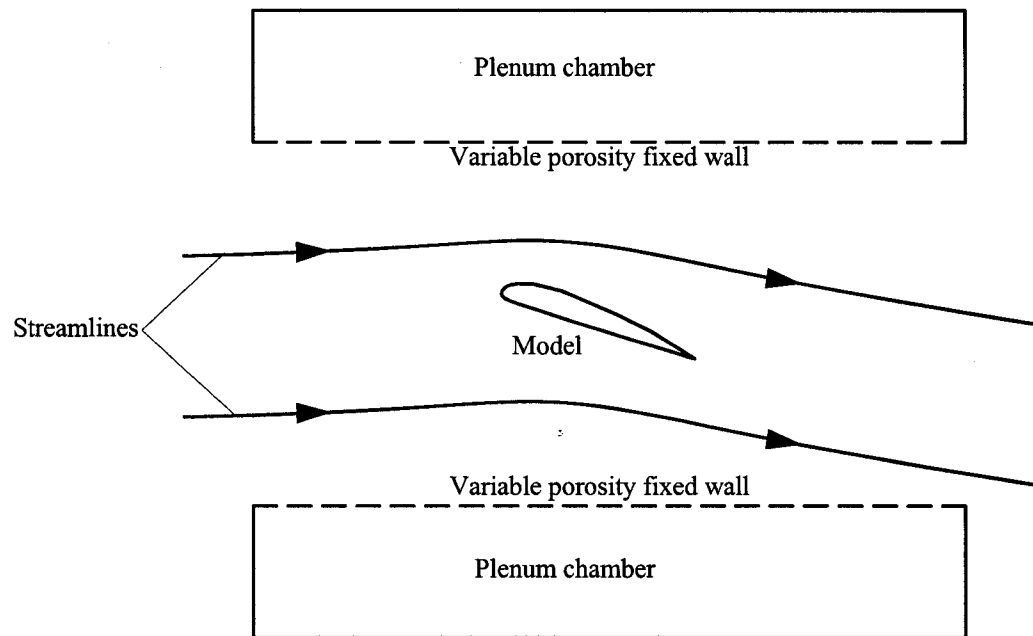 Plenum chamber
Variable porosity fixed wall
Streamlines
Model
Variable porosity fixed wall
Plenum chamber